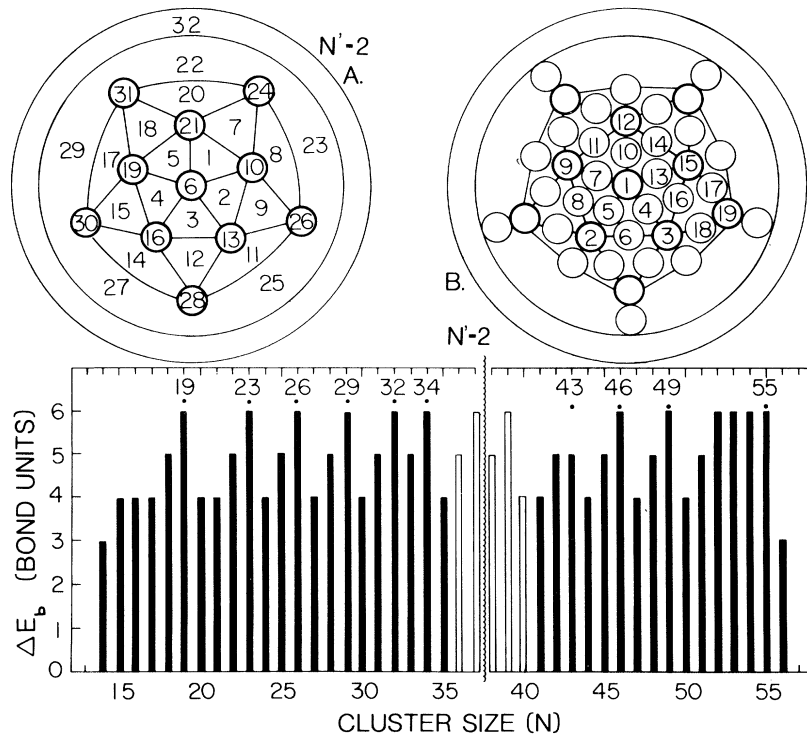 32
N'-2
A.
22
31 20 24
21
18 7
29 5 1 23
17 19 10 8
6
4 2
30 15 3 9 26
16 13
14 12 11
27 25
28
12
11 14
10
9 15
7 13
1
8 16 17
5 4
19
2 6 3 18
B.
N'-2
19 23 26 29 32 34 43 46 49 55
6
5
4
3
2
1
0
ΔE_b (BOND UNITS)
15 20 25 30 35 40 45 50 55
CLUSTER SIZE (N)